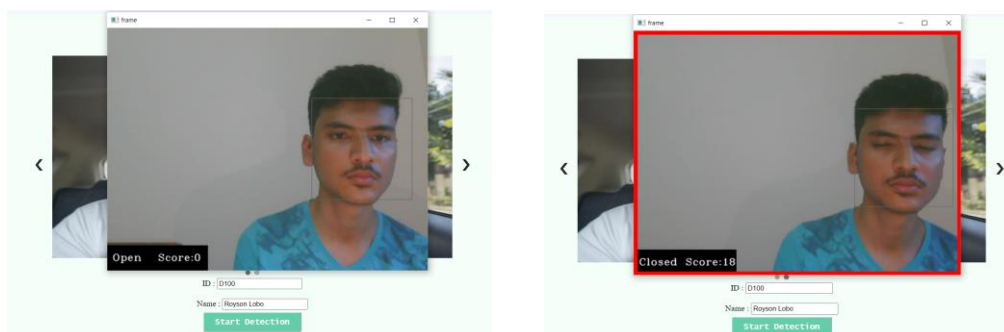 frame
Open Score:0
ID : D100
Name : Royson Lobo
Start Detection
frame
Closed Score:18
ID : D100
Name : Royson Lobo
Start Detection